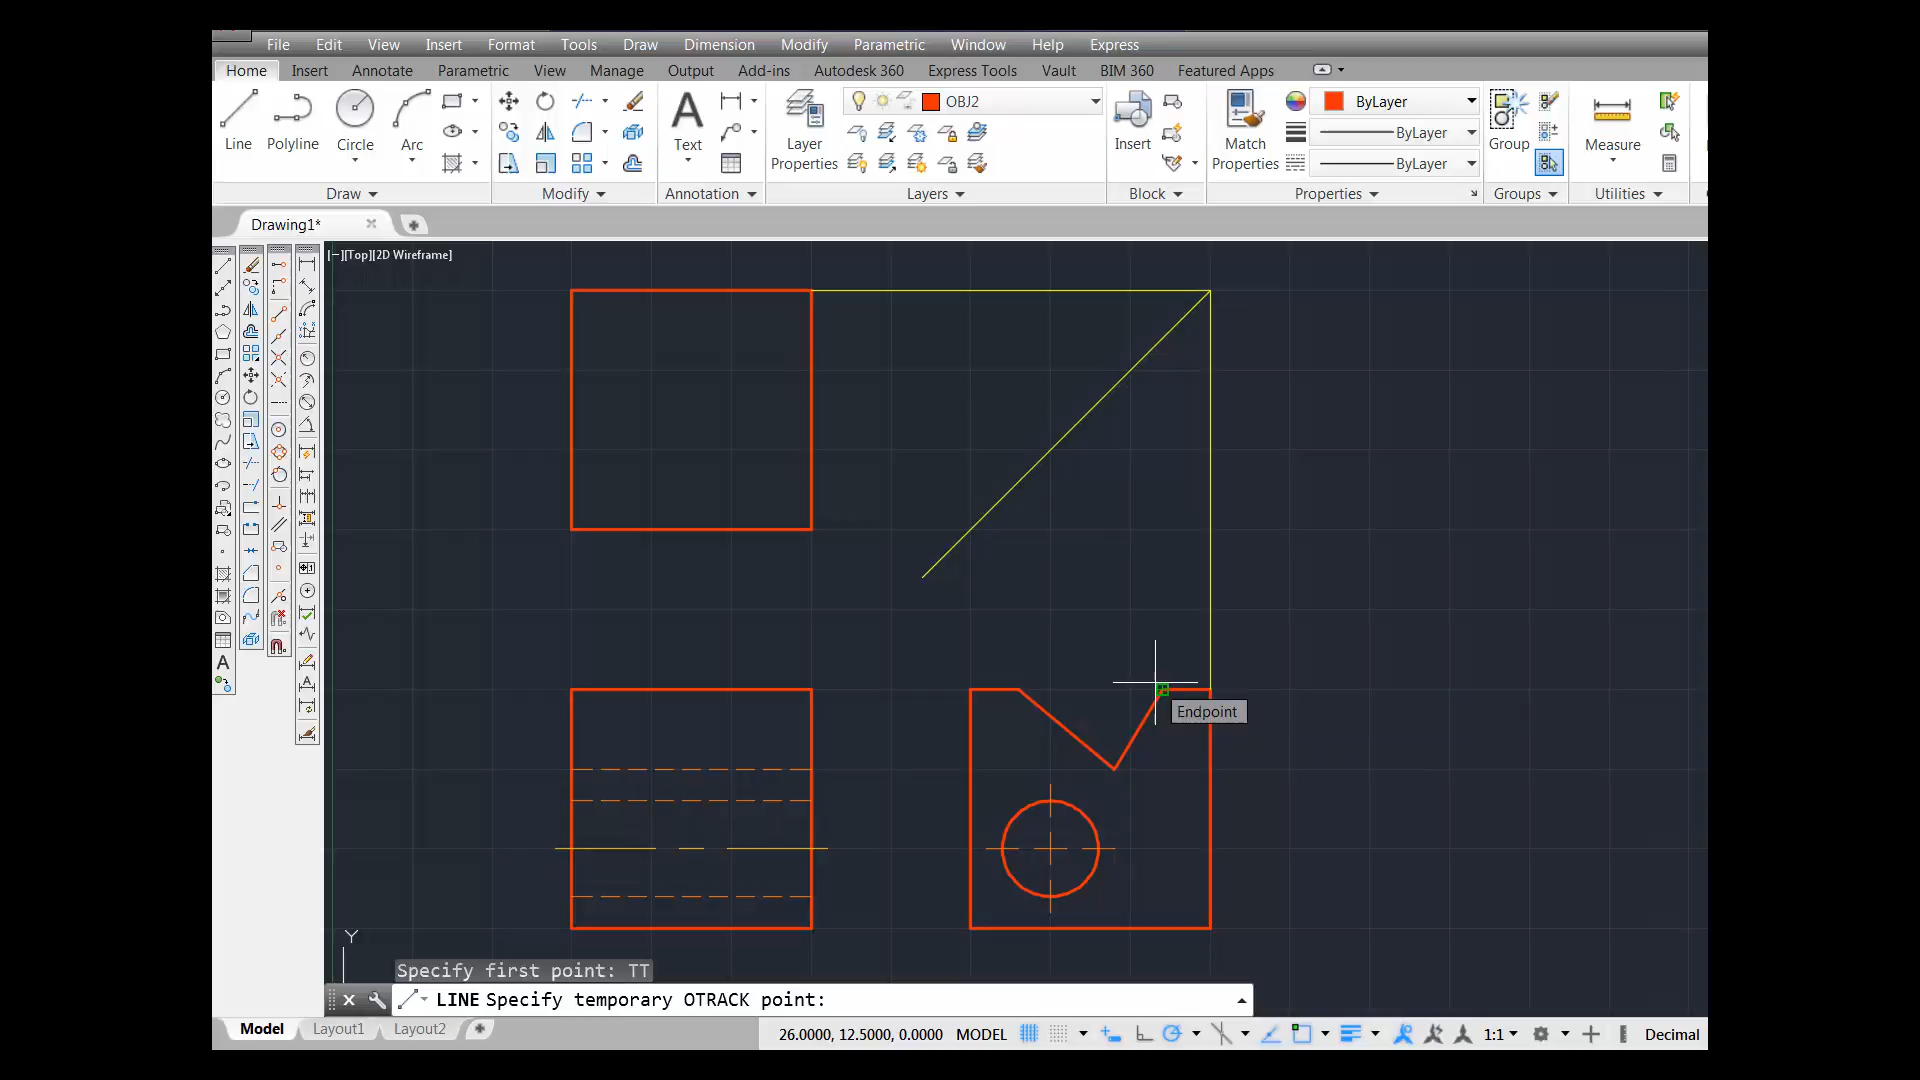 File Edit View Insert Format Tools Draw Dimension Modify Parametric Window Help Express
Home Insert Annotate Parametric View Manage Output Add-ins Autodesk 360 Express Tools Vault BIM 360 Featured Apps
OBJ2
ByLayer
ByLayer
ByLayer
Line Polyline Circle Arc
Text
Layer
Properties
Insert
Match
Properties
Group
Measure
Draw Modify Annotation Layers Block Properties Groups Utilities
Drawing1*
[−][Top][2D Wireframe]
Endpoint
Y
Specify first point: TT
LINE Specify temporary OTRACK point:
Model Layout1 Layout2
26.0000, 12.5000, 0.0000 MODEL 1:1 Decimal